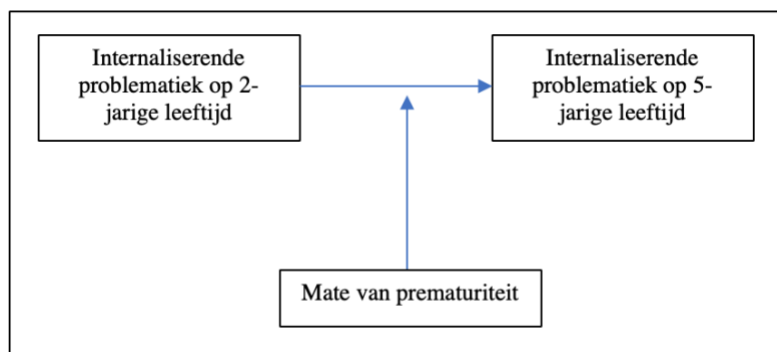 Internaliserende
problematiek op 2-
jarige leeftijd
Internaliserende
problematiek op 5-
jarige leeftijd
Mate van prematuriteit